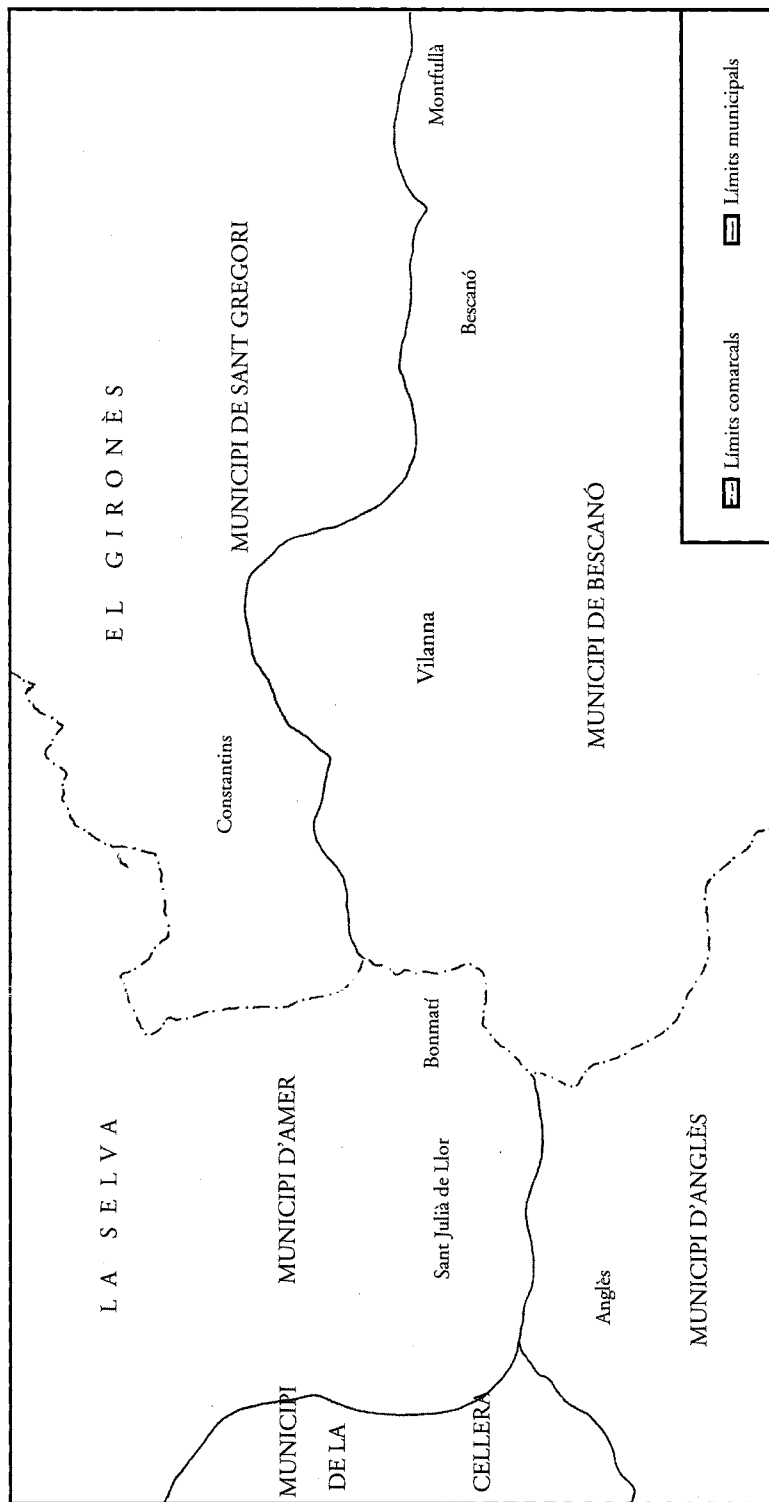 LA SELVA
EL GIRONÈS
MUNICIPI D'AMER
MUNICIPI DE SANT GREGORI
Constantins
MUNICIPI
DE LA
CELLERA
Sant Julià de Llor
Bonmatí
Vilanna
Bescanó
Montfullà
Anglès
MUNICIPI D'ANGLÈS
MUNICIPI DE BESCANÓ
Límits comarcals
Límits municipals